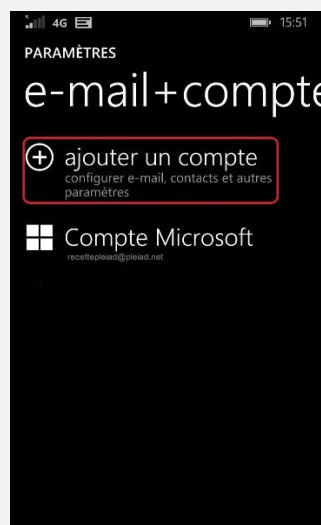 4G 15:51
PARAMÈTRES
e-mail+compte
ajouter un compte
configurer e-mail, contacts et autres
paramètres
Compte Microsoft
recettepleiad@pleiad.net